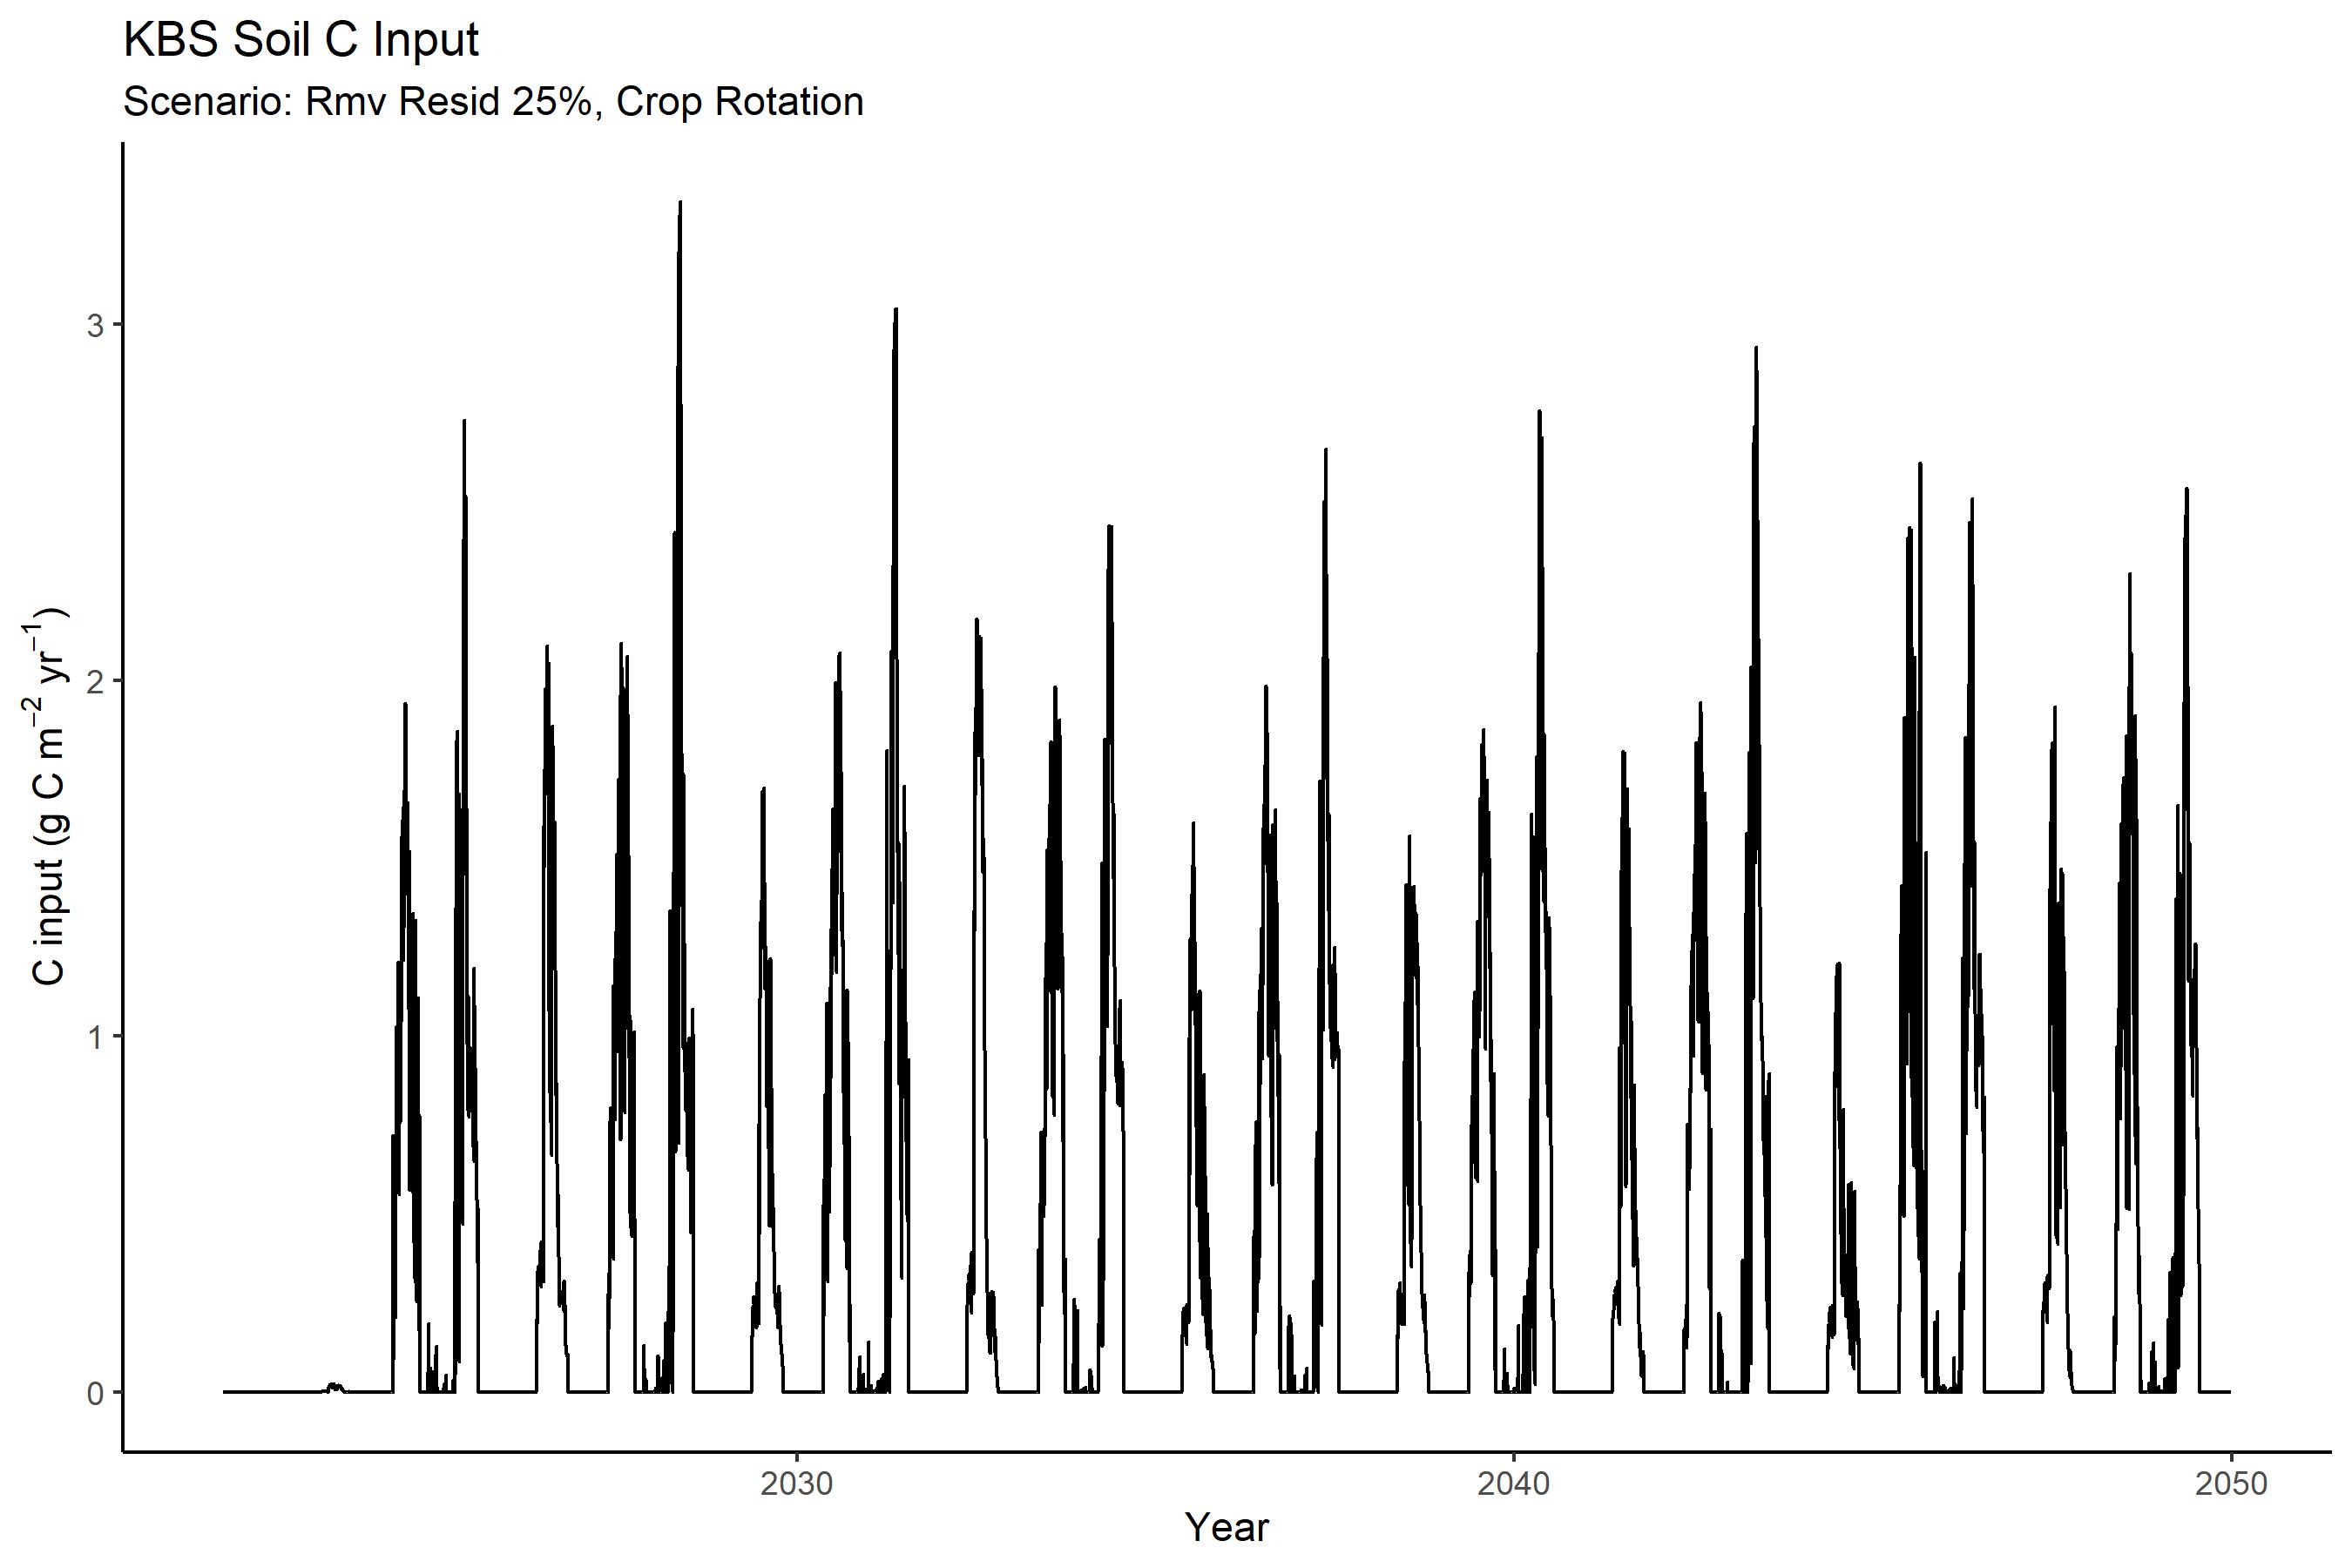 KBS Soil C Input
Scenario: Rmv Resid 25%, Crop Rotation
C input (g C m⁻² yr⁻¹)
3
2
1
0
2030
2040
2050
Year